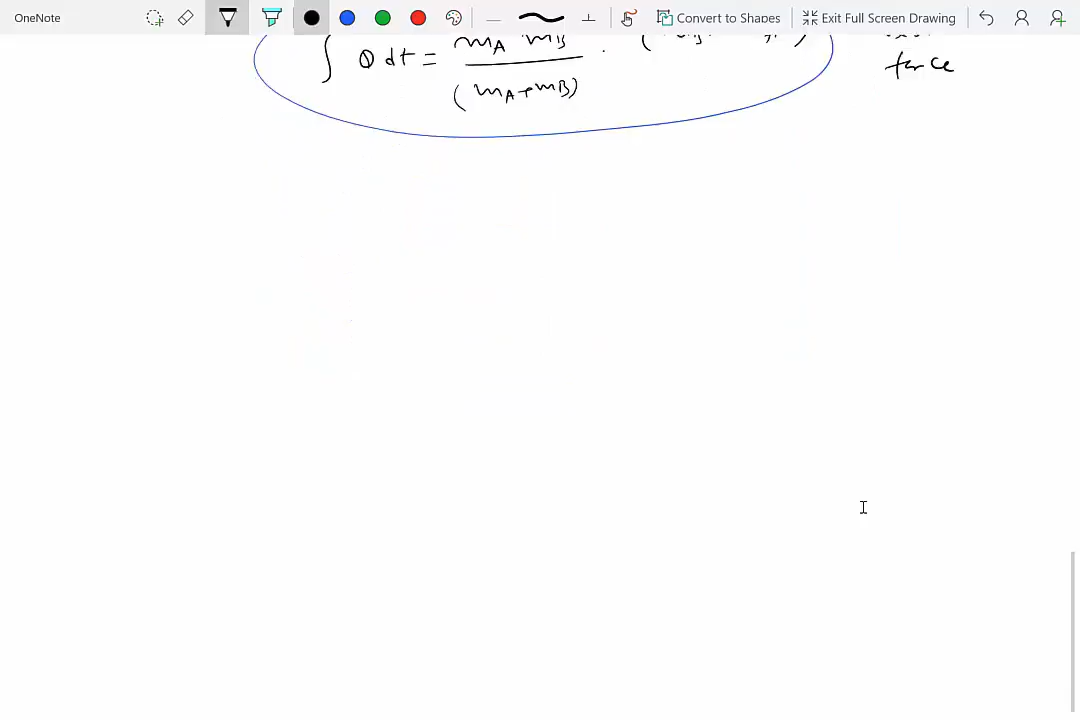 OneNote
Convert to Shapes
Exit Full Screen Drawing
∫ Q dt = mA mB / (mA + mB) . (
force